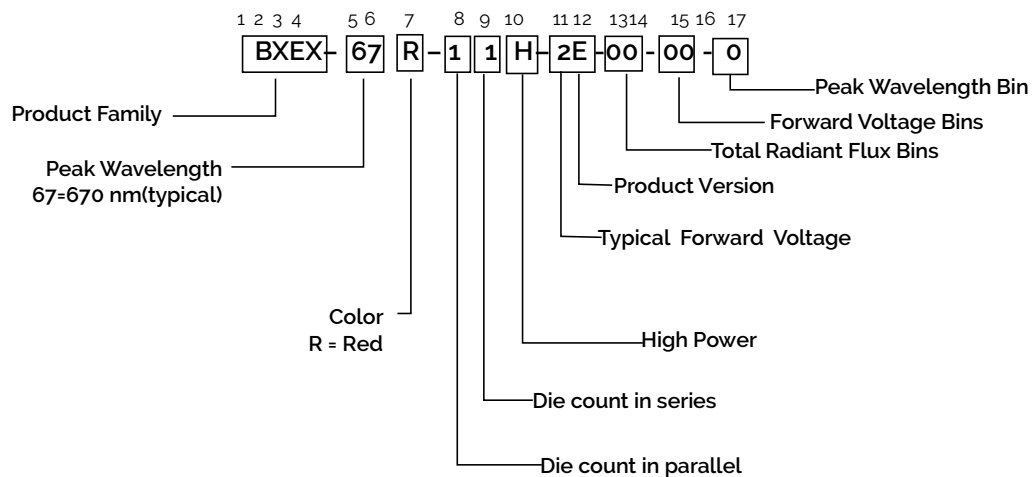 1 2 3 4 5 6 7 8 9 10 11 12 13 14 15 16 17
BXEX- 67 R - 1 1 H - 2E - 00 - 00 - 0
Peak Wavelength Bin
Product Family
Forward Voltage Bins
Total Radiant Flux Bins
Peak Wavelength
67=670 nm(typical)
Product Version
Typical Forward Voltage
Color
R = Red
High Power
Die count in series
Die count in parallel